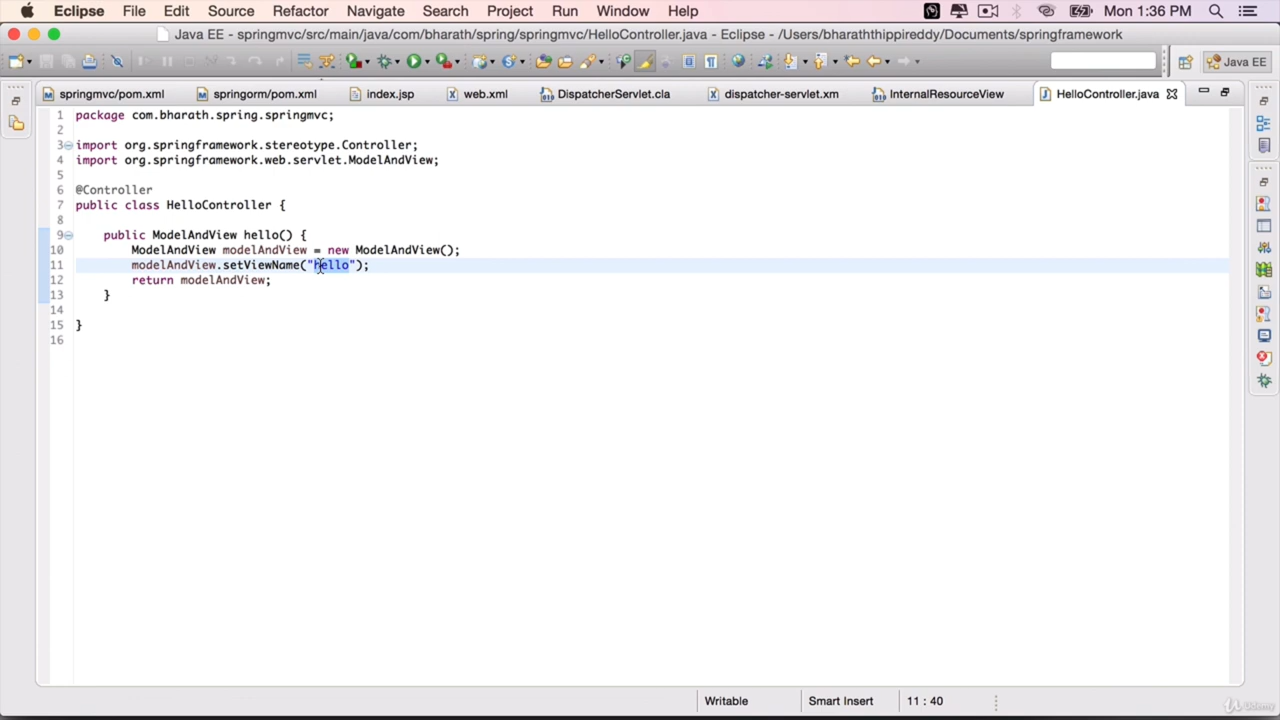 Eclipse File Edit Source Refactor Navigate Search Project Run Window Help Mon 1:36 PM
Java EE - springmvc/src/main/java/com/bharath/spring/springmvc/HelloController.java - Eclipse - /Users/bharaththippireddy/Documents/springframework
Java EE
springmvc/pom.xml springorm/pom.xml index.jsp web.xml DispatcherServlet.cla dispatcher-servlet.xm InternalResourceView HelloController.java
1 package com.bharath.spring.springmvc;
2
3 import org.springframework.stereotype.Controller;
4 import org.springframework.web.servlet.ModelAndView;
5
6 @Controller
7 public class HelloController {
8
9 public ModelAndView hello() {
10 ModelAndView modelAndView = new ModelAndView();
11 modelAndView.setViewName("hello");
12 return modelAndView;
13 }
14
15 }
16
Writable Smart Insert 11 : 40
Udemy